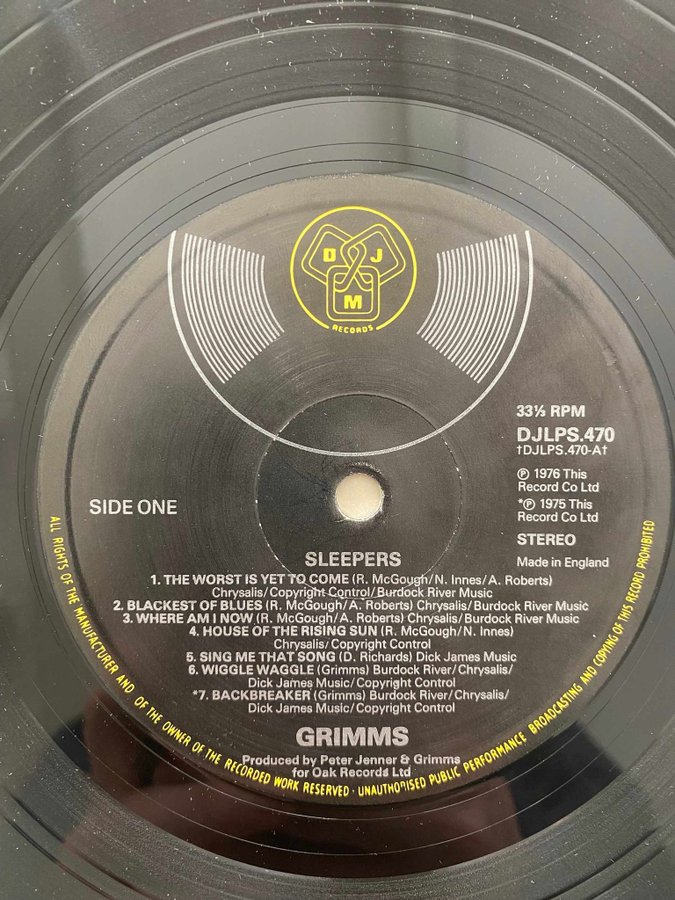 D J
M
RECORDS
33⅓ RPM
DJLPS.470
†DJLPS.470-A†
℗ 1976 This
Record Co Ltd
*℗ 1975 This
Record Co Ltd
STEREO
Made in England
SIDE ONE
SLEEPERS
1. THE WORST IS YET TO COME (R. McGough/N. Innes/A. Roberts)
Chrysalis/Copyright Control/Burdock River Music
2. BLACKEST OF BLUES (R. McGough/A. Roberts) Chrysalis/Burdock River Music
3. WHERE AM I NOW (R. McGough/A. Roberts) Chrysalis/Burdock River Music
4. HOUSE OF THE RISING SUN (R. McGough/N. Innes)
Chrysalis/Copyright Control
5. SING ME THAT SONG (D. Richards) Dick James Music
6. WIGGLE WAGGLE (Grimms) Burdock River/Chrysalis/
Dick James Music/Copyright Control
*7. BACKBREAKER (Grimms) Burdock River/Chrysalis/
Dick James Music/Copyright Control
GRIMMS
Produced by Peter Jenner & Grimms
for Oak Records Ltd
ALL RIGHTS OF THE MANUFACTURER AND OF THE OWNER OF THE RECORDED WORK RESERVED · UNAUTHORISED PUBLIC PERFORMANCE BROADCASTING AND COPYING OF THIS RECORD PROHIBITED